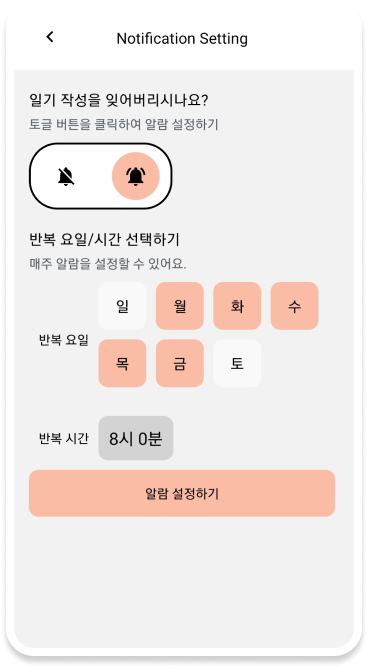 Notification Setting
일기 작성을 잊어버리시나요?
토글 버튼을 클릭하여 알람 설정하기
반복 요일/시간 선택하기
매주 알람을 설정할 수 있어요.
반복 요일
일 월 화 수
목 금 토
반복 시간 8시 0분
알람 설정하기